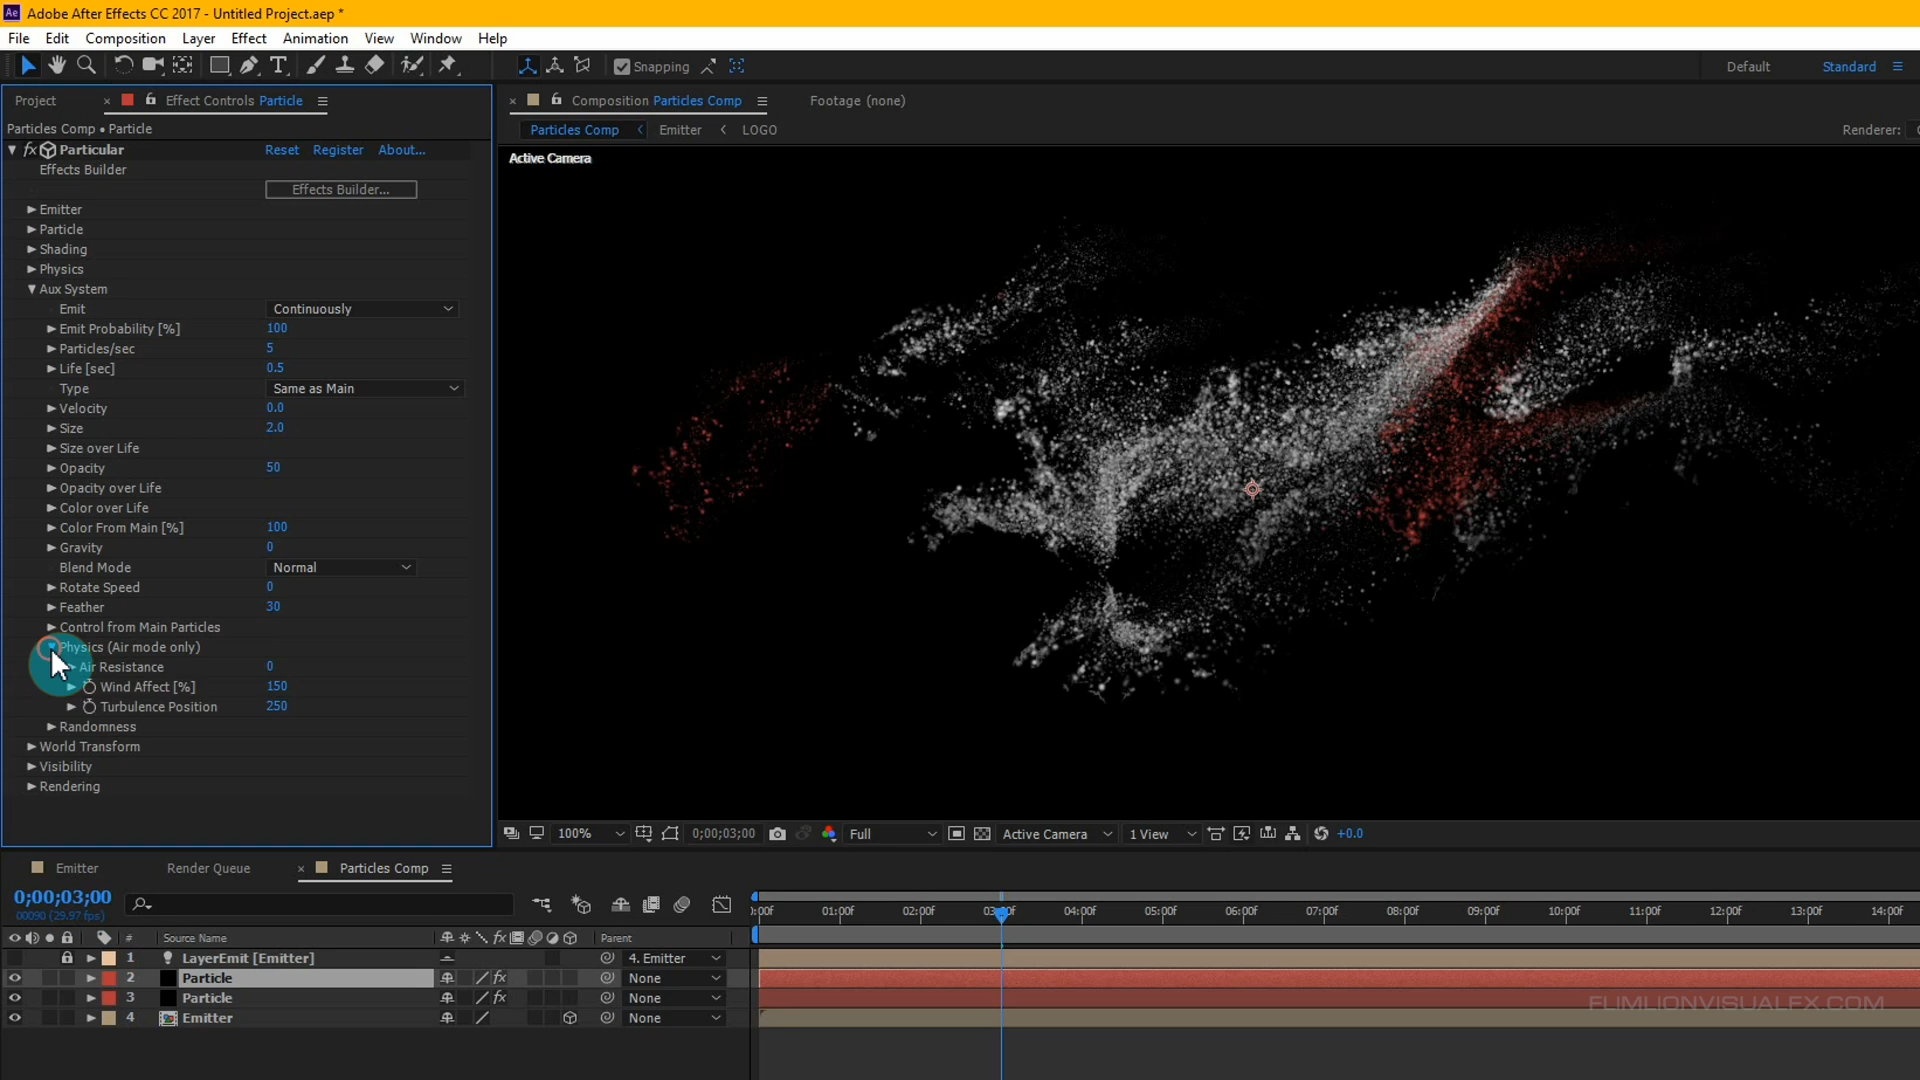 Ae Adobe After Effects CC 2017 - Untitled Project.aep *
File Edit Composition Layer Effect Animation View Window Help
Snapping Default Standard
Project × Effect Controls Particle × Composition Particles Comp Footage (none)
Particles Comp • Particle Particles Comp Emitter LOGO Renderer:
fx Particular Reset Register About... Active Camera
Effects Builder
Effects Builder...
Emitter
Particle
Shading
Physics
Aux System
Emit Continuously
Emit Probability [%] 100
Particles/sec 5
Life [sec] 0.5
Type Same as Main
Velocity 0.0
Size 2.0
Size over Life
Opacity 50
Opacity over Life
Color over Life
Color From Main [%] 100
Gravity 0
Blend Mode Normal
Rotate Speed 0
Feather 30
Control from Main Particles
Physics (Air mode only)
Air Resistance 0
Wind Affect [%] 150
Turbulence Position 250
Randomness
World Transform
Visibility
Rendering
100% 0;00;03;00 Full Active Camera 1 View +0.0
Emitter Render Queue × Particles Comp
0;00;03;00
00090 (29.97 fps)
):00f 01:00f 02:00f 03:00f 04:00f 05:00f 06:00f 07:00f 08:00f 09:00f 10:00f 11:00f 12:00f 13:00f 14:00f
# Source Name fx Parent
1 LayerEmit [Emitter] 4. Emitter
2 Particle fx None
3 Particle fx None
4 Emitter None
FLIMLIONVISUALFX.COM